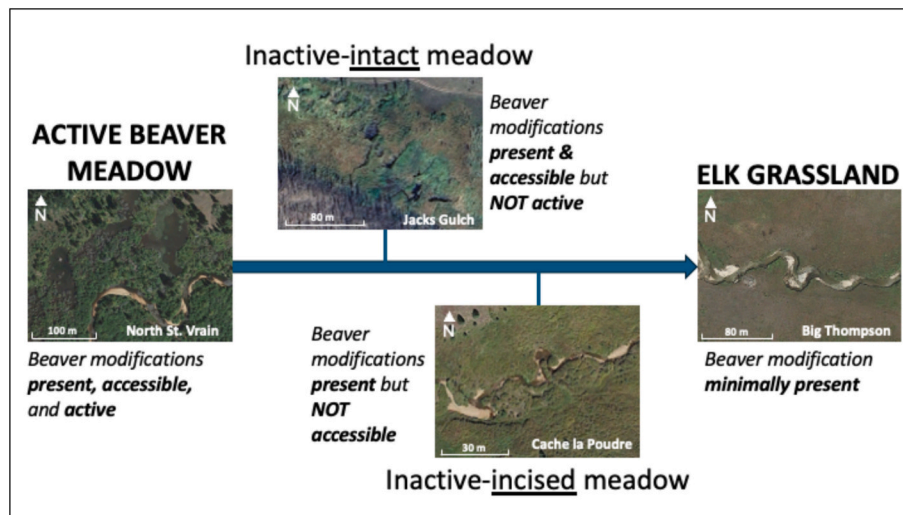 Inactive-intact meadow
N
Jacks Gulch
80 m
Beaver
modifications
present &
accessible but
NOT active
ACTIVE BEAVER
MEADOW
N
100 m
North St. Vrain
Beaver modifications
present, accessible,
and active
Beaver
modifications
present but
NOT
accessible
N
30 m
Cache la Poudre
Inactive-incised meadow
ELK GRASSLAND
N
80 m
Big Thompson
Beaver modification
minimally present